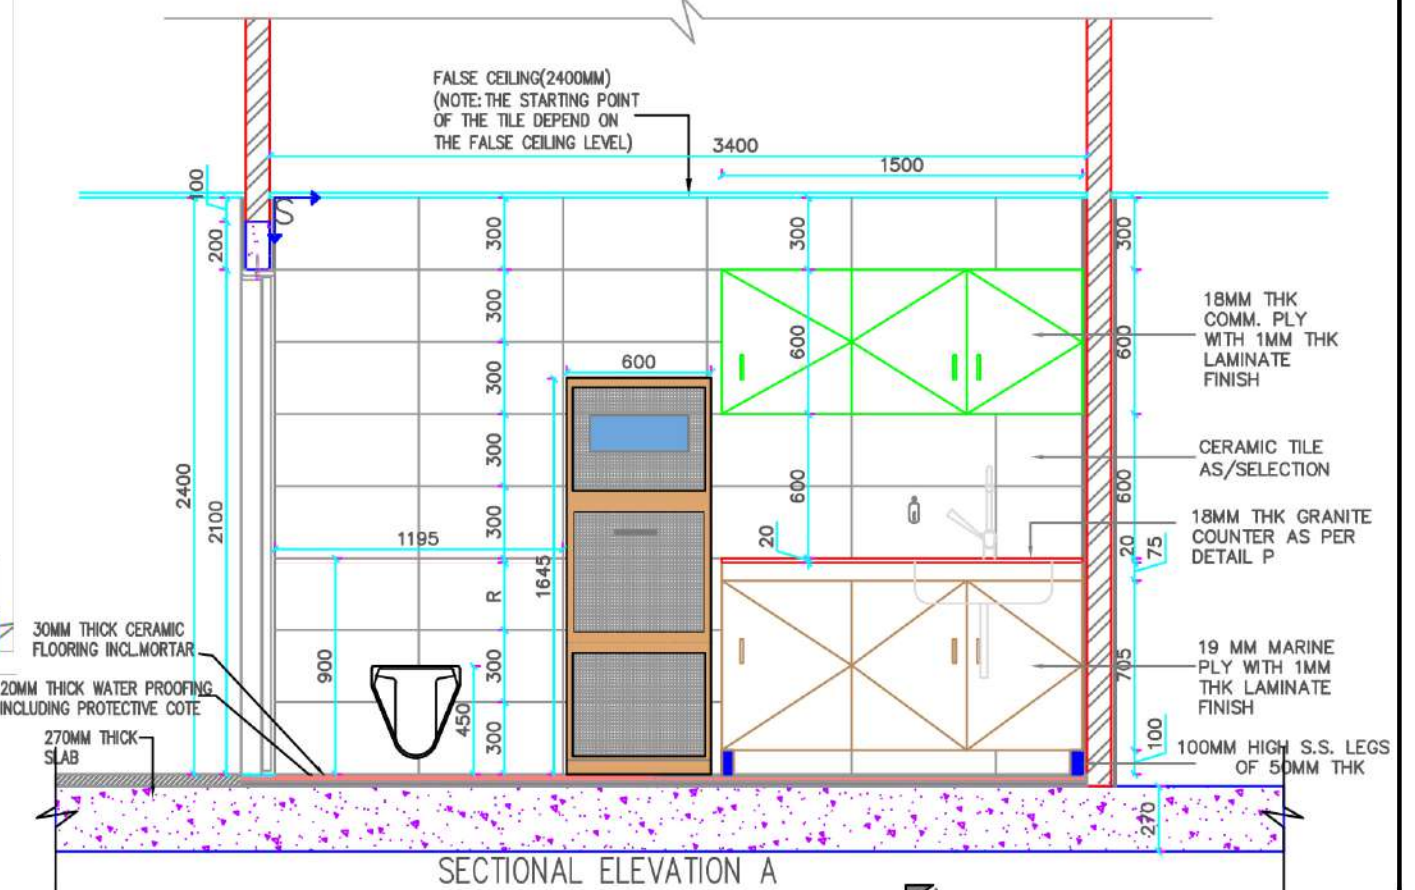 FALSE CEILING(2400MM)
(NOTE:THE STARTING POINT
OF THE TILE DEPEND ON
THE FALSE CEILING LEVEL)
3400
1500
100
200
2400
2100
S
300
300
300
300
300
R
300
300
1195
900
450
600
1645
300
600
600
20
300
600
600
20
75
705
100
270
18MM THK
COMM. PLY
WITH 1MM THK
LAMINATE
FINISH
CERAMIC TILE
AS/SELECTION
18MM THK GRANITE
COUNTER AS PER
DETAIL P
19 MM MARINE
PLY WITH 1MM
THK LAMINATE
FINISH
100MM HIGH S.S. LEGS
OF 50MM THK
30MM THICK CERAMIC
FLOORING INCL.MORTAR
20MM THICK WATER PROOFING
INCLUDING PROTECTIVE COTE
270MM THICK
SLAB
SECTIONAL ELEVATION A